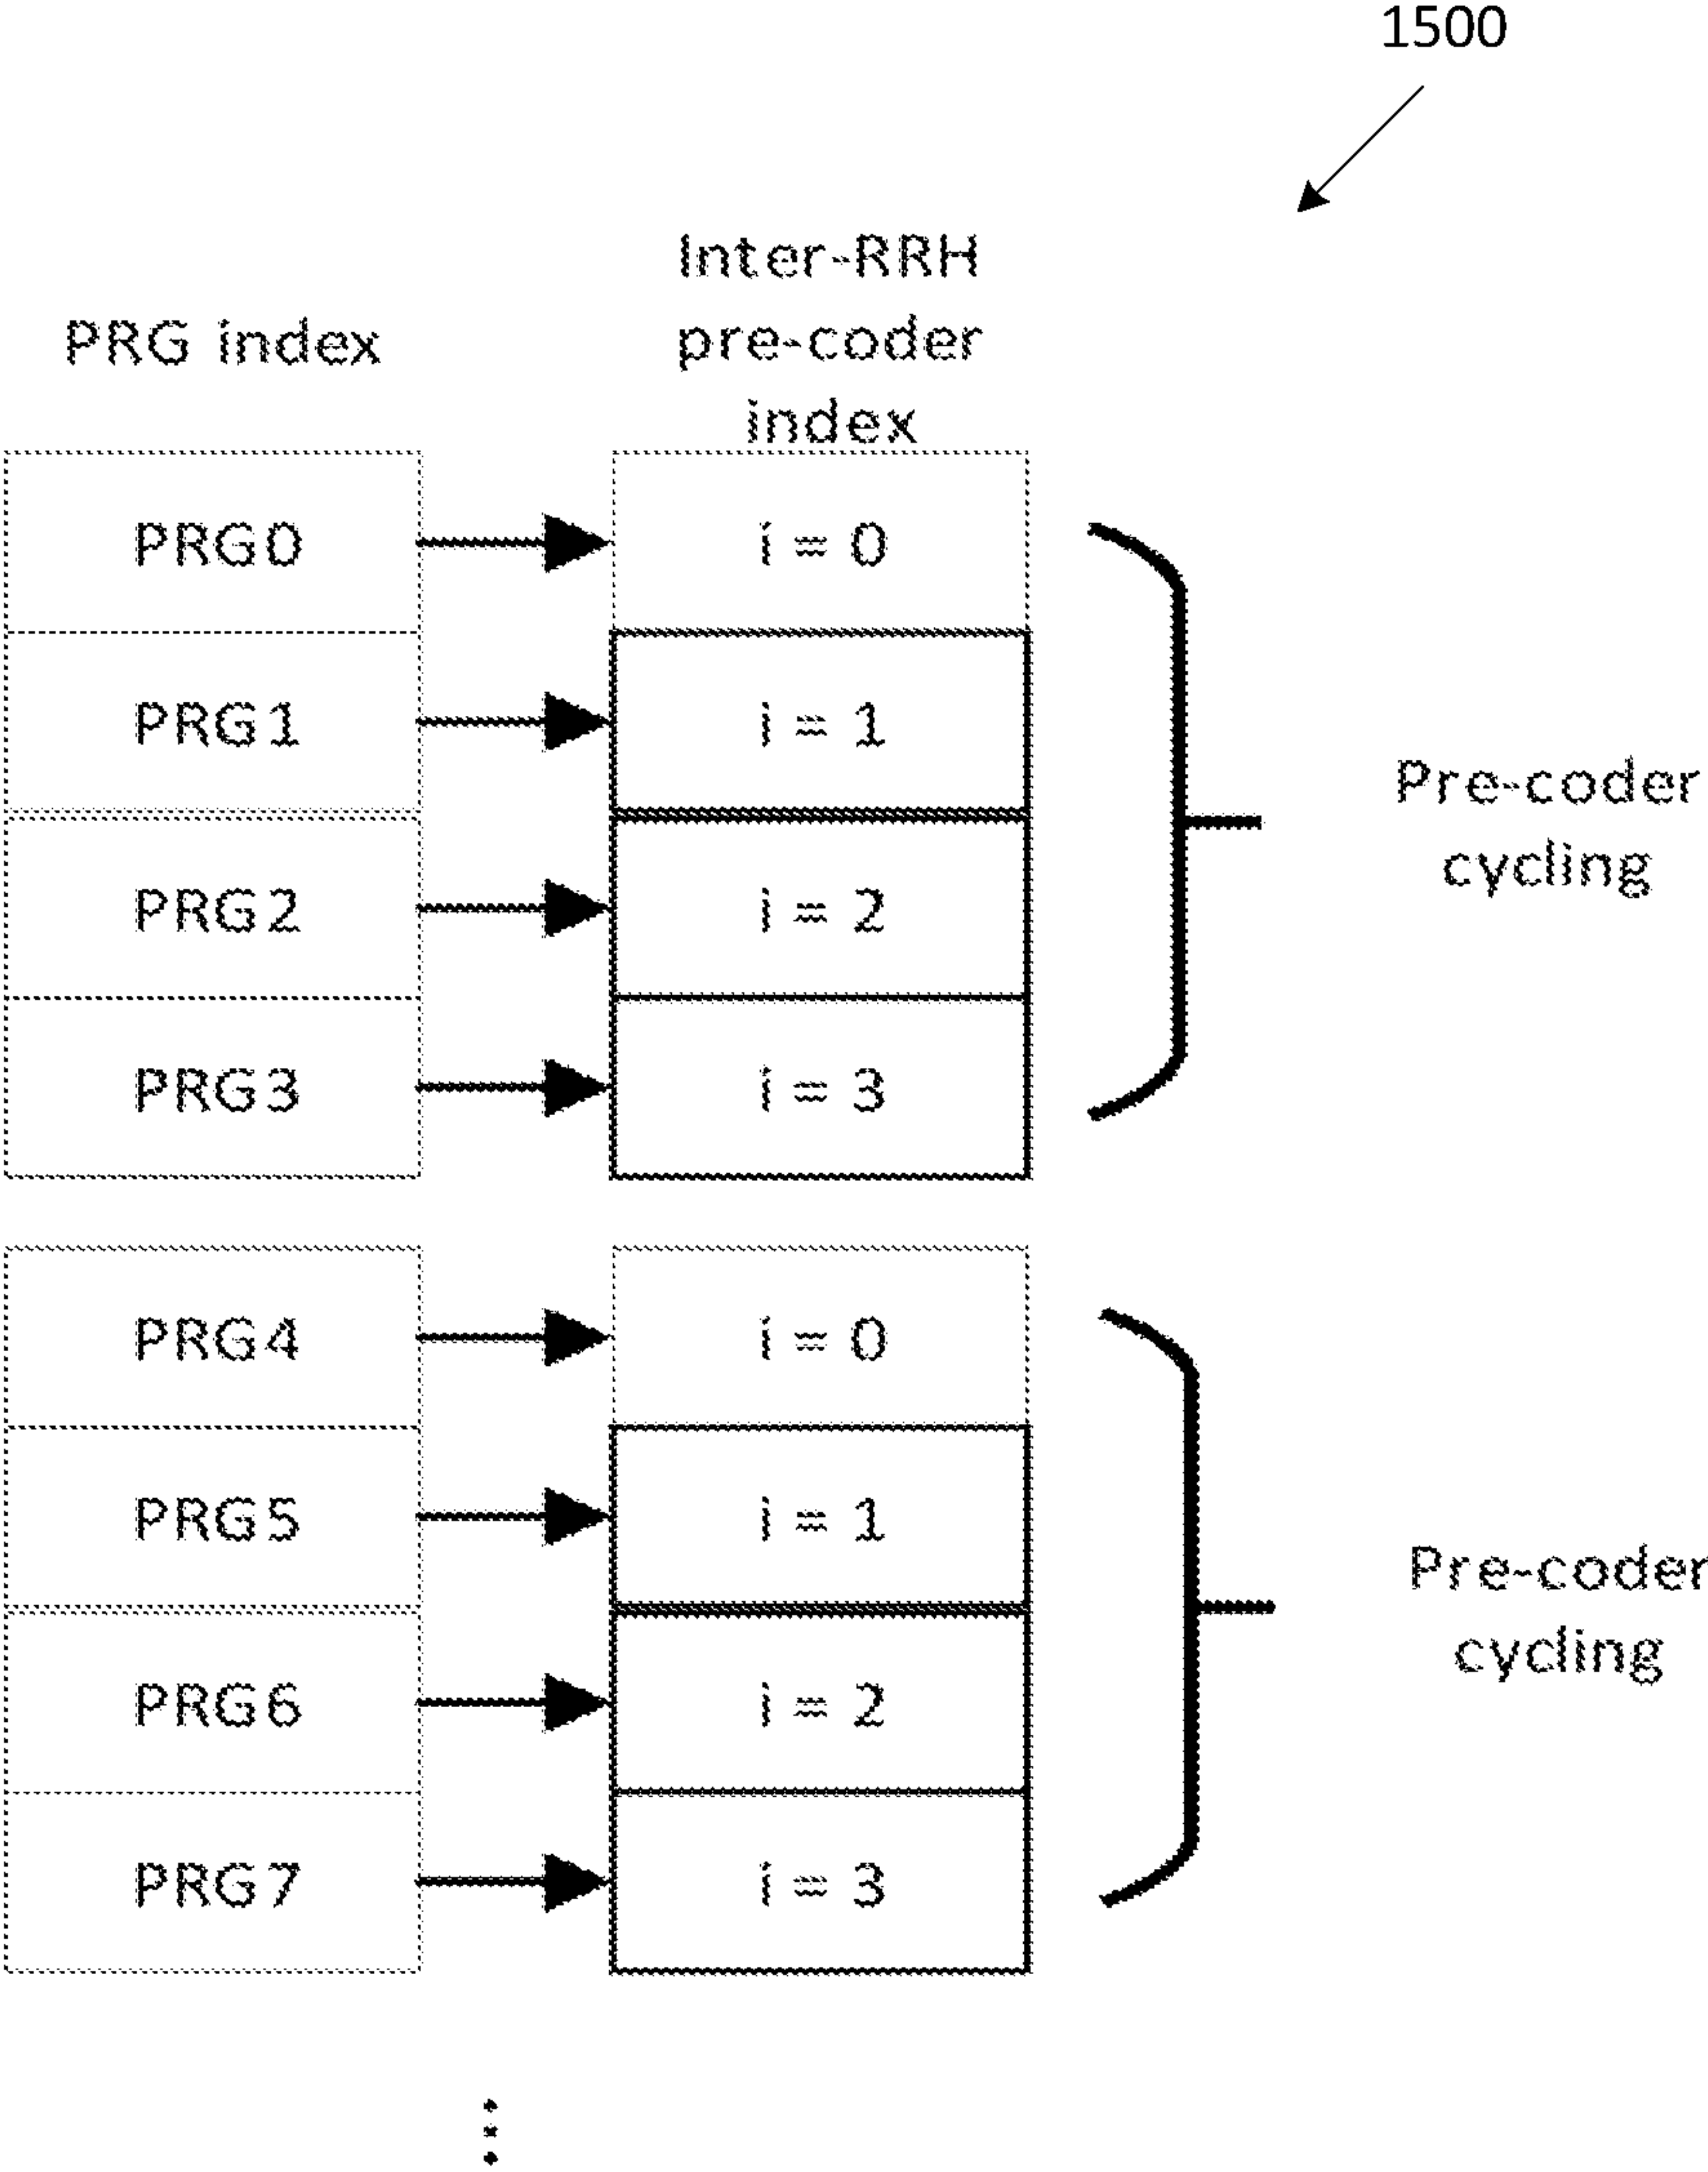 1500
PRG index
Inter-RRH
pre-coder
index
PRG0
i = 0
PRG1
i = 1
PRG2
i = 2
PRG3
i = 3
Pre-coder
cycling
PRG4
i = 0
PRG5
i = 1
PRG6
i = 2
PRG7
i = 3
Pre-coder
cycling
⋮